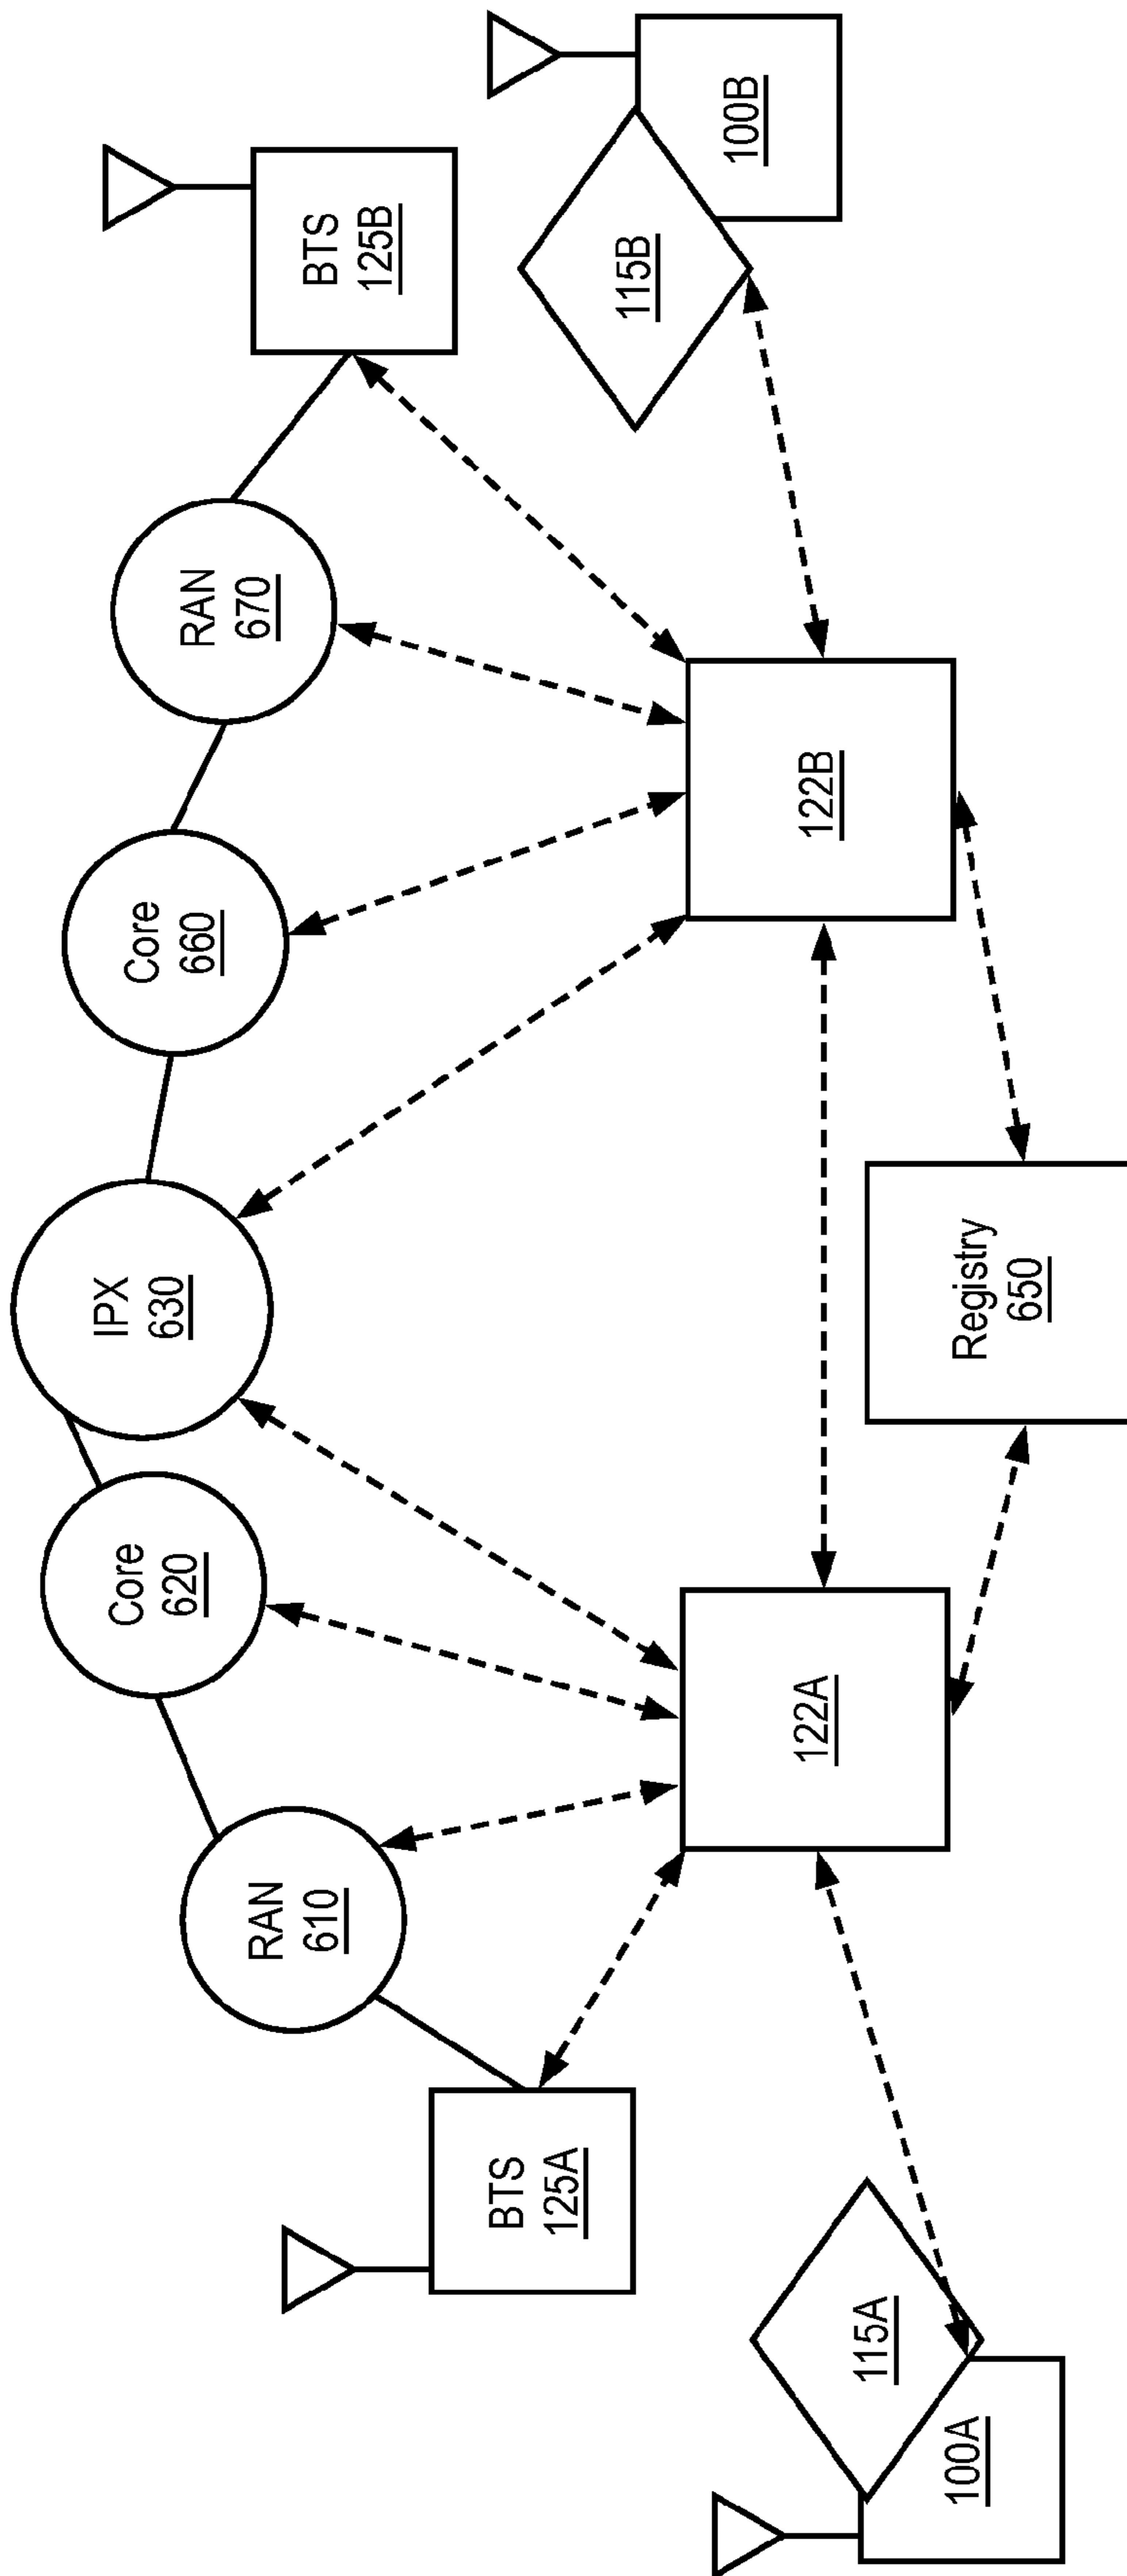 IPX
630
Core
620
Core
660
RAN
610
RAN
670
BTS
125A
BTS
125B
115A
100A
115B
100B
122A
122B
Registry
650